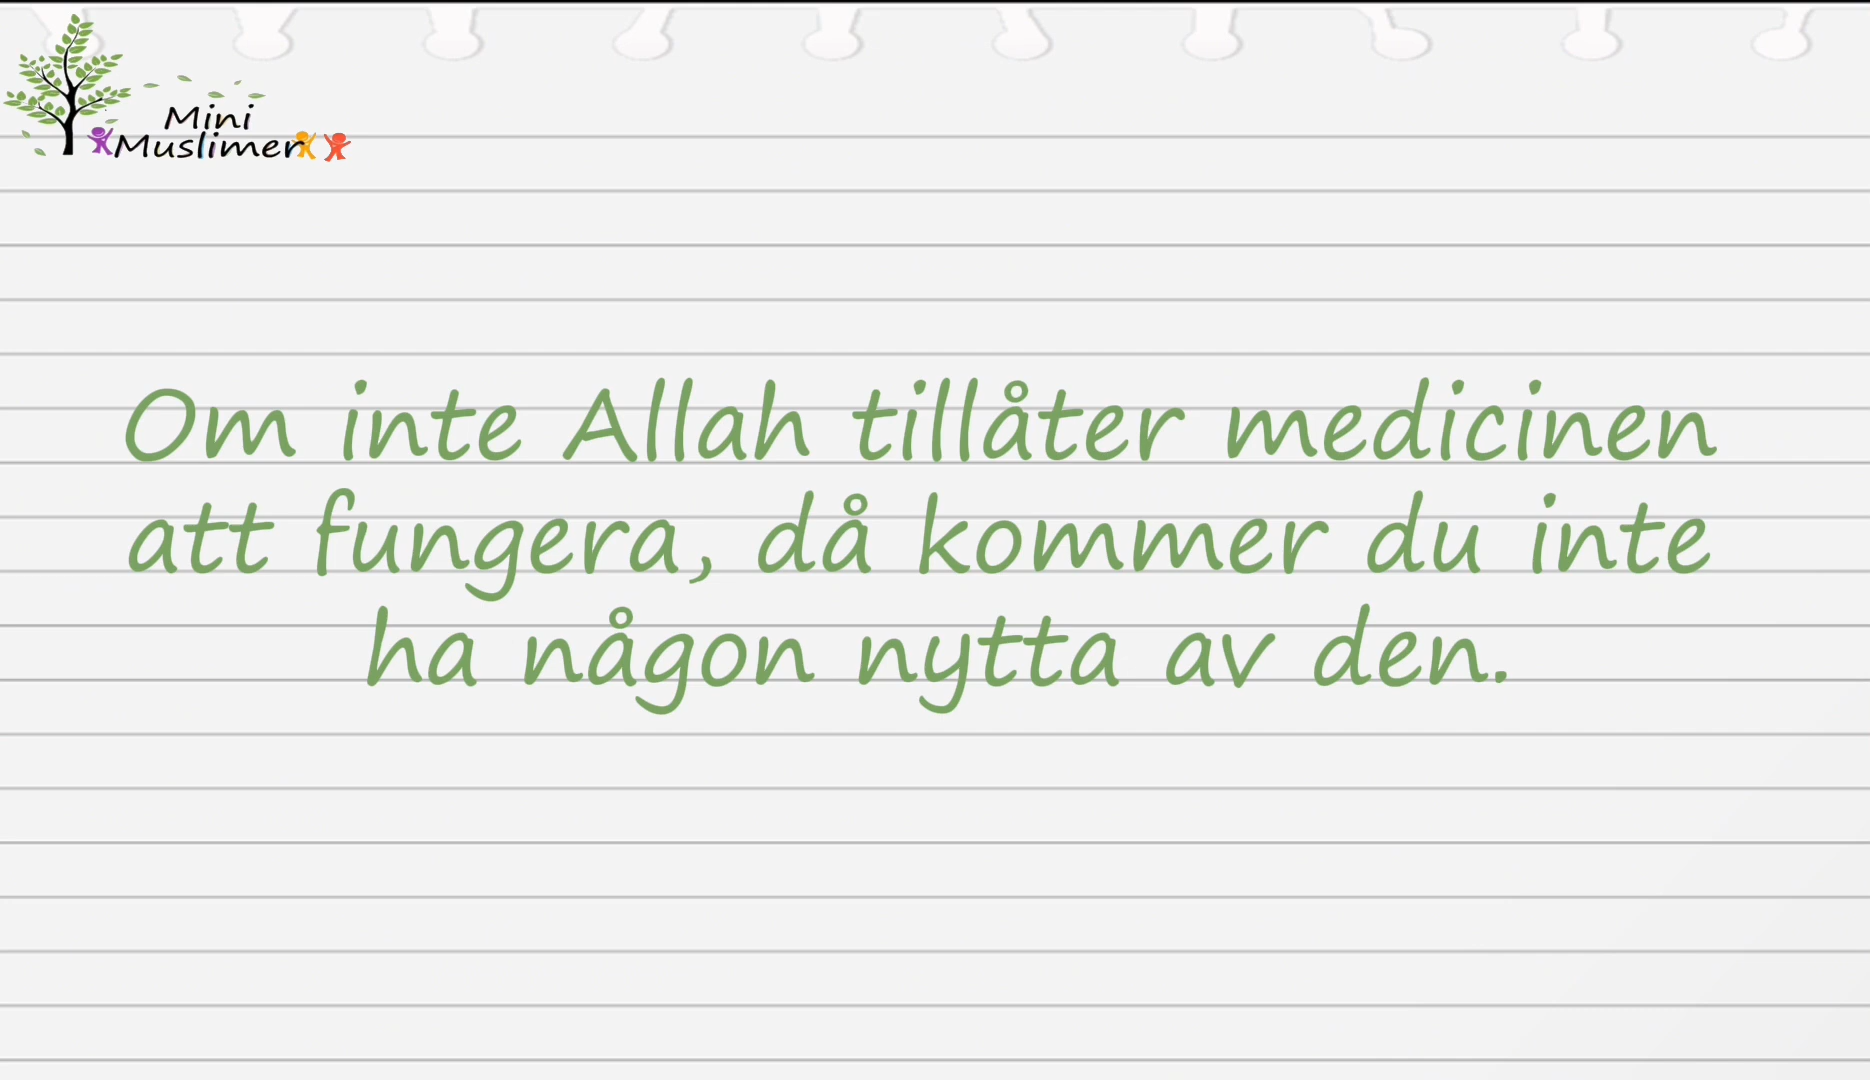 Mini
Muslimer
Om inte Allah tillåter medicinen
att fungera, då kommer du inte
ha någon nytta av den.